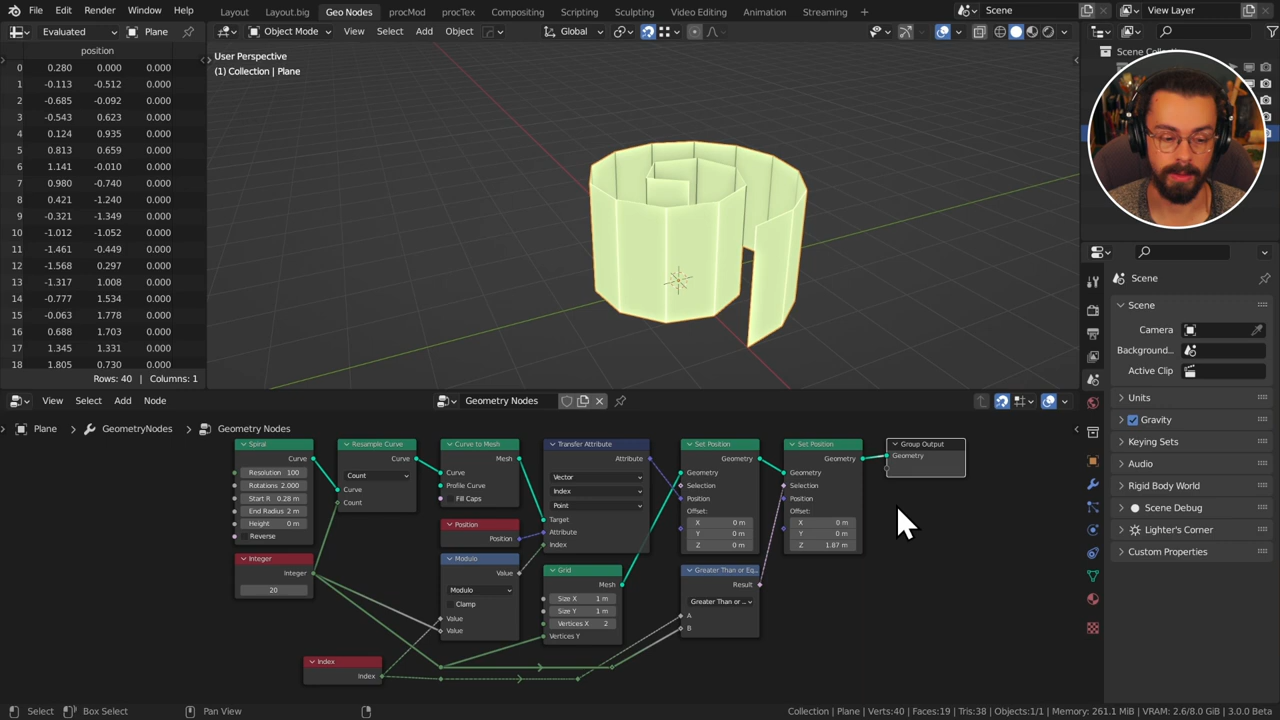 File Edit Render Window Help Layout Layout.big Geo Nodes procMod procTex Compositing Scripting Sculpting Video Editing Animation Streaming + Scene View Layer
Evaluated Plane Object Mode View Select Add Object Global
position
0 0.280 0.000 0.000
1 -0.113 -0.512 0.000
2 -0.685 -0.092 0.000
3 -0.543 0.623 0.000
4 0.124 0.935 0.000
5 0.813 0.659 0.000
6 1.141 -0.010 0.000
7 0.980 -0.740 0.000
8 0.421 -1.240 0.000
9 -0.321 -1.349 0.000
10 -1.012 -1.052 0.000
11 -1.461 -0.449 0.000
12 -1.568 0.297 0.000
13 -1.317 1.008 0.000
14 -0.777 1.534 0.000
15 -0.063 1.778 0.000
16 0.688 1.703 0.000
17 1.345 1.331 0.000
18 1.805 0.730 0.000
Rows: 40 | Columns: 1
User Perspective
(1) Collection | Plane
Scene Collec
Scene
Scene
Camera
Background...
Active Clip
Units
Gravity
Keying Sets
Audio
Rigid Body World
Scene Debug
Lighter's Corner
Custom Properties
View Select Add Node Geometry Nodes
Plane > GeometryNodes > Geometry Nodes
Spiral
Curve
Resolution 100
Rotations 2.000
Start R 0.28 m
End Radius 2 m
Height 0 m
Reverse
Integer
Integer
20
Index
Index
Resample Curve
Curve
Count
Curve
Count
Curve to Mesh
Mesh
Curve
Profile Curve
Fill Caps
Position
Position
Modulo
Value
Modulo
Clamp
Value
Value
Transfer Attribute
Attribute
Vector
Index
Point
Target
Attribute
Index
Grid
Mesh
Size X 1 m
Size Y 1 m
Vertices X 2
Vertices Y
Set Position
Geometry
Geometry
Selection
Position
Offset:
X 0 m
Y 0 m
Z 0 m
Greater Than or Eq..
Result
Greater Than or ..
A
B
Set Position
Geometry
Geometry
Selection
Position
Offset:
X 0 m
Y 0 m
Z 1.87 m
Group Output
Geometry
Select Box Select Pan View Collection | Plane | Verts:40 | Faces:19 | Tris:38 | Objects:1/1 | Memory: 261.1 MiB | VRAM: 2.6/8.0 GiB | 3.0.0 Beta